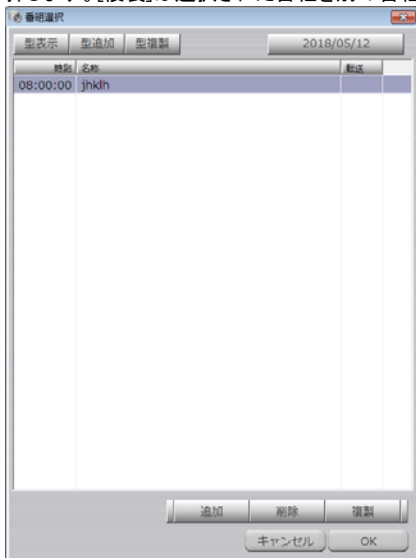 番組選択
型表示 型追加 型複製 2018/05/12
時刻 名称 転送
08:00:00 jhkdh
追加 削除 複製
キャンセル OK